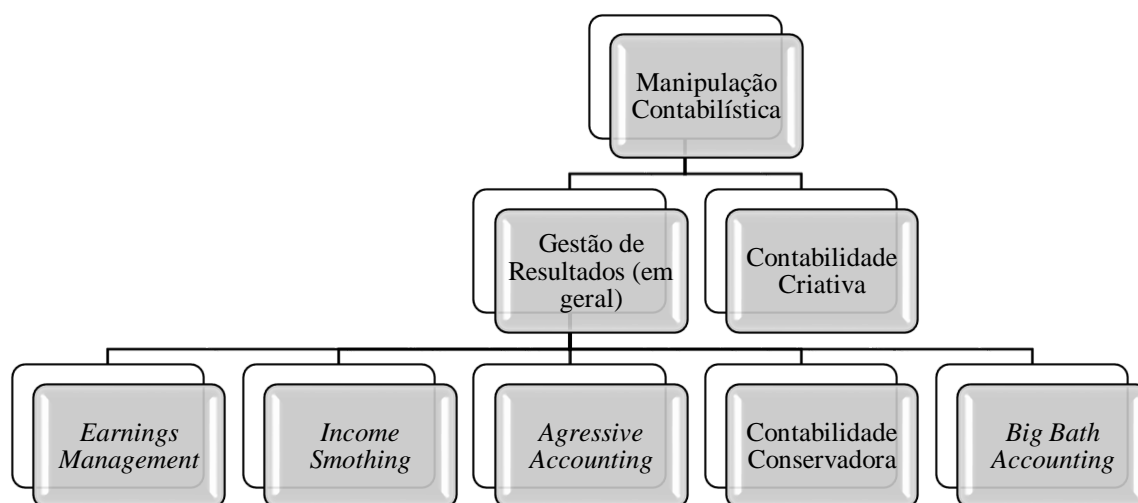 Manipulação
Contabilística
Gestão de
Resultados (em
geral)
Contabilidade
Criativa
Earnings
Management
Income
Smothing
Agressive
Accounting
Contabilidade
Conservadora
Big Bath
Accounting